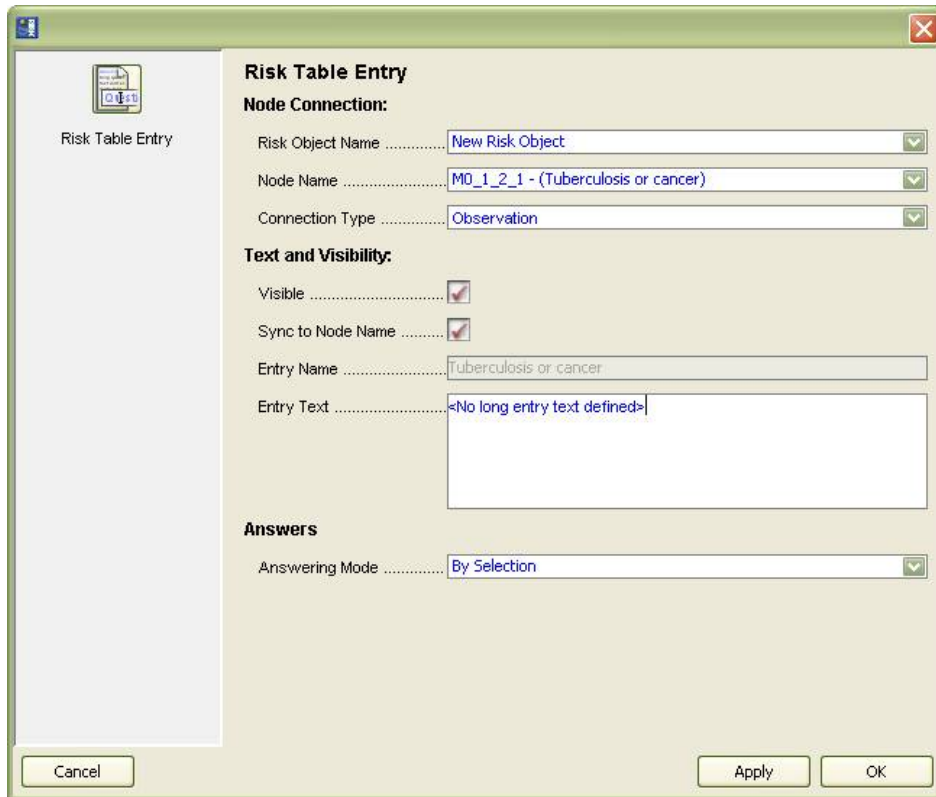 Risk Table Entry
Risk Table Entry
Node Connection:
Risk Object Name ............. New Risk Object
Node Name ...................... M0_1_2_1 - (Tuberculosis or cancer)
Connection Type .............. Observation
Text and Visibility:
Visible .............................
Sync to Node Name ..........
Entry Name ..................... Tuberculosis or cancer
Entry Text ........................ <No long entry text defined>
Answers
Answering Mode .............. By Selection
Cancel
Apply
OK